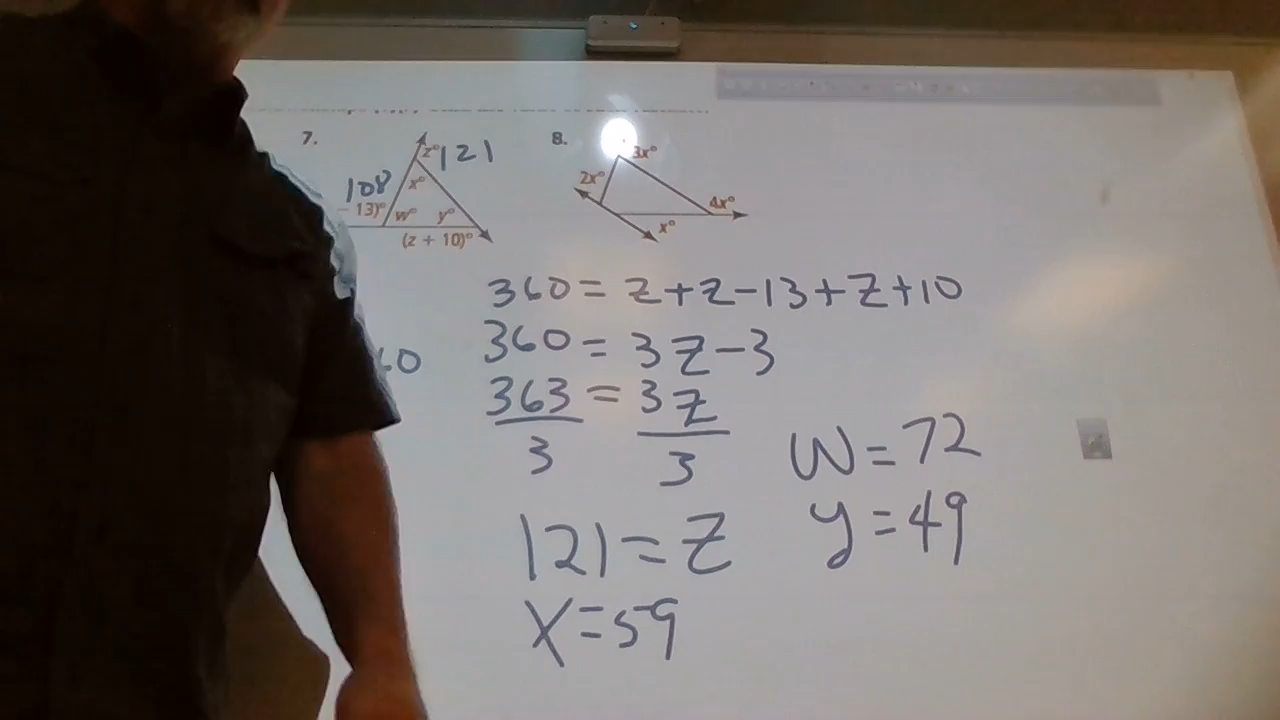 7.
z° 121
108
x°
- 13)°
w°
y°
(z + 10)°
8.
3x°
2x°
4x°
x°
360 = z + z - 13 + z + 10
360 = 3z - 3
363 = 3z
3 3
121 = z
x = 59
w = 72
y = 49
60